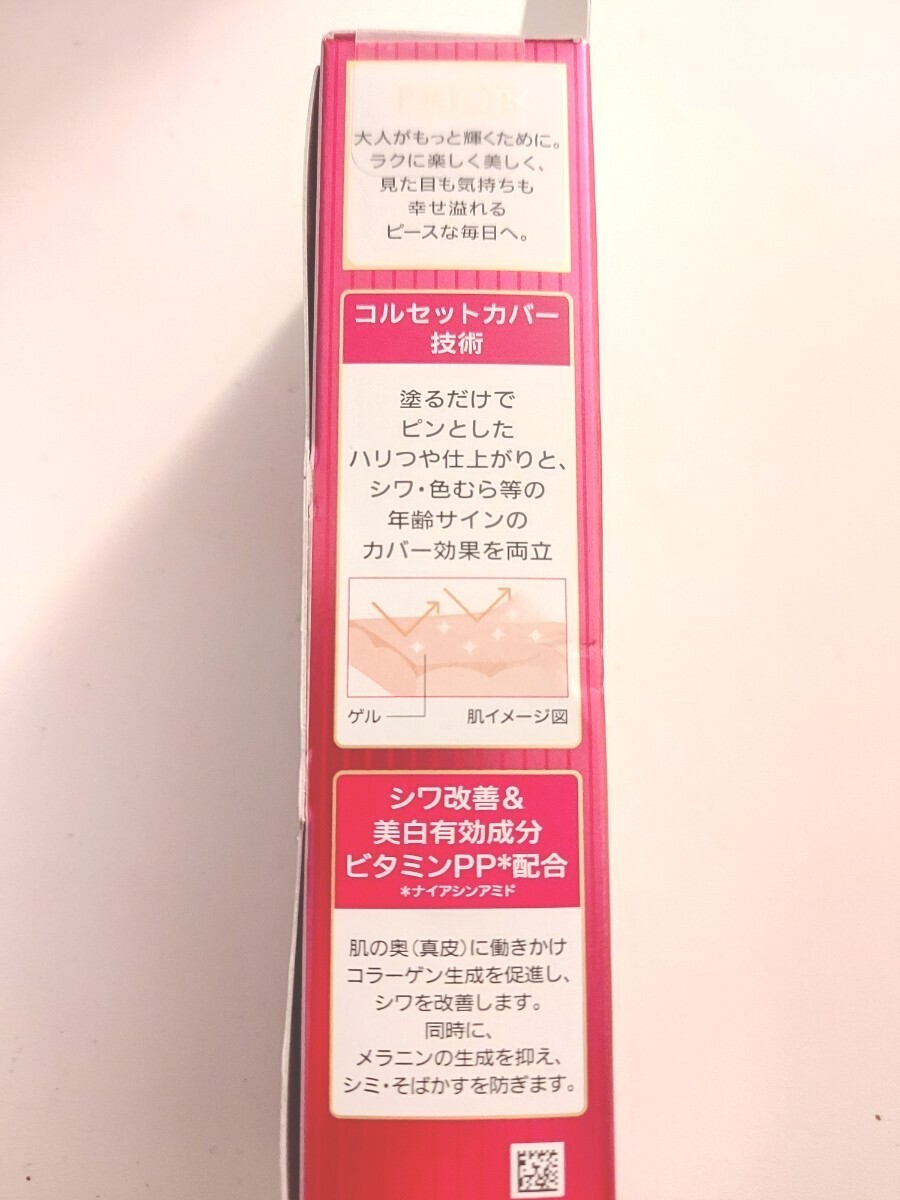 大人がもっと輝くために。
ラクに楽しく美しく、
見た目も気持ちも
幸せ溢れる
ピースな毎日へ。
コルセットカバー
技術
塗るだけで
ピンとした
ハリつや仕上がりと、
シワ・色むら等の
年齢サインの
カバー効果を両立
ゲル
肌イメージ図
シワ改善＆
美白有効成分
ビタミンPP*配合
*ナイアシンアミド
肌の奥（真皮）に働きかけ
コラーゲン生成を促進し、
シワを改善します。
同時に、
メラニンの生成を抑え、
シミ・そばかすを防ぎます。